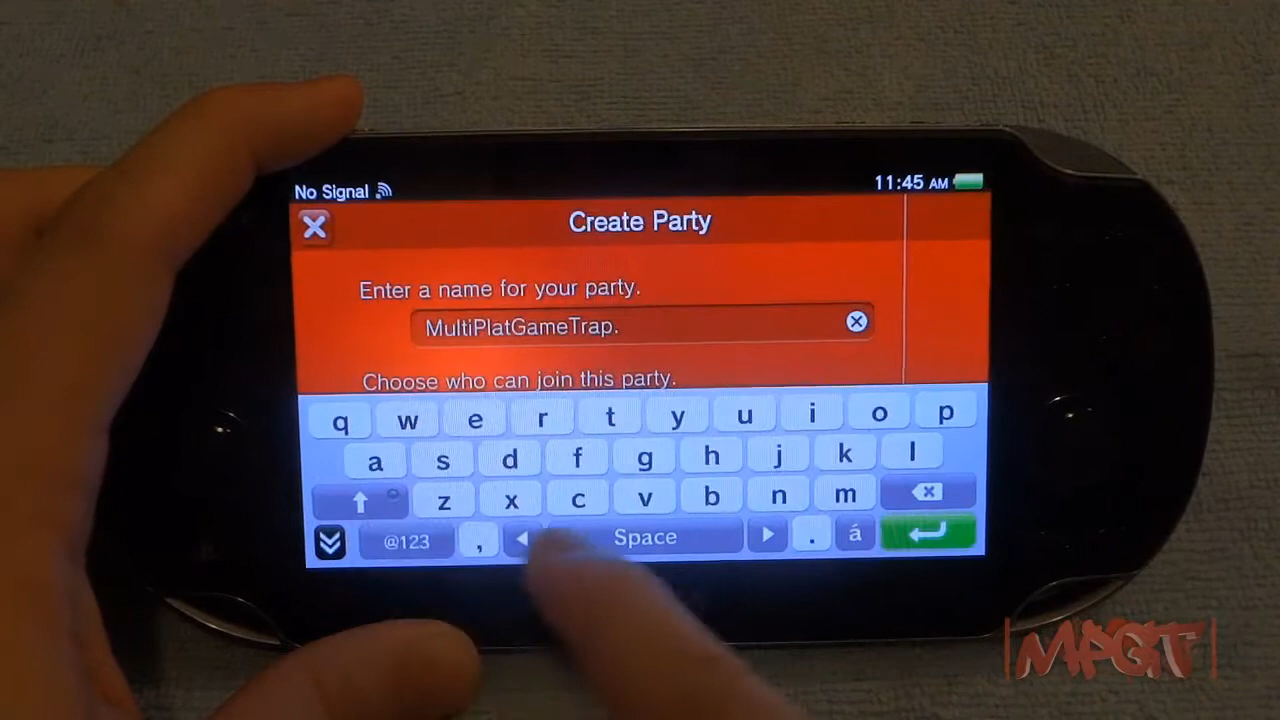 No Signal
11:45 AM
Create Party
Enter a name for your party.
MultiPlatGameTrap.
Choose who can join this party.
q w e r t y u i o p
a s d f g h j k l
z x c v b n m
@123 , Space . á
MPGT